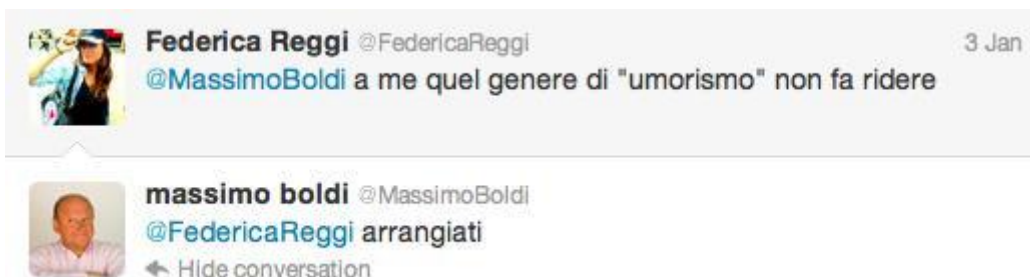 Federica Reggi @FedericaReggi 3 Jan
@MassimoBoldi a me quel genere di "umorismo" non fa ridere
massimo boldi @MassimoBoldi
@FedericaReggi arrangiati
Hide conversation